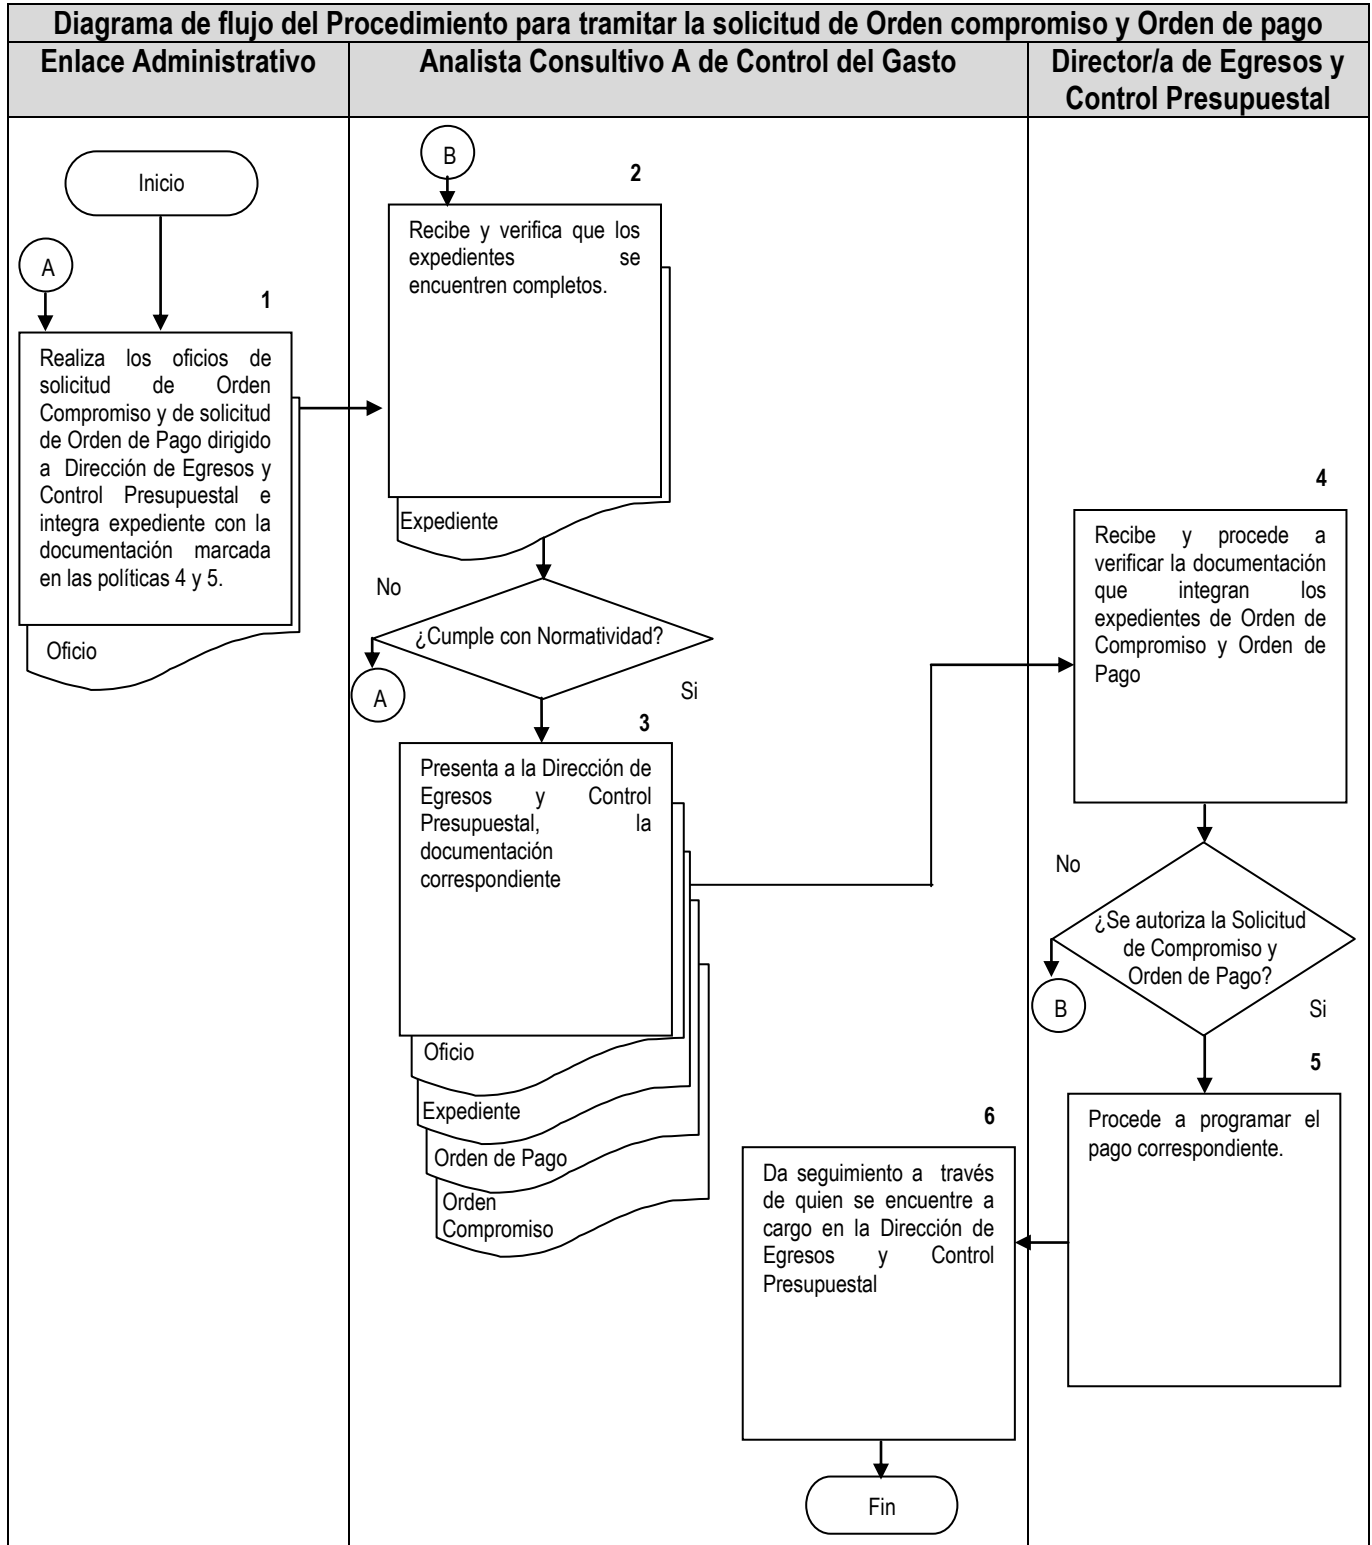 Diagrama de flujo del Procedimiento para tramitar la solicitud de Orden compromiso y Orden de pago
Enlace Administrativo
Analista Consultivo A de Control del Gasto
Director/a de Egresos y
Control Presupuestal
Inicio
A
1
Realiza los oficios de
solicitud de Orden
Compromiso y de solicitud
de Orden de Pago dirigido
a Dirección de Egresos y
Control Presupuestal e
integra expediente con la
documentación marcada
en las políticas 4 y 5.
Oficio
B
2
Recibe y verifica que los
expedientes se
encuentren completos.
Expediente
No
¿Cumple con Normatividad?
A
Si
3
Presenta a la Dirección de
Egresos y Control
Presupuestal, la
documentación
correspondiente
Oficio
Expediente
Orden de Pago
Orden
Compromiso
4
Recibe y procede a
verificar la documentación
que integran los
expedientes de Orden de
Compromiso y Orden de
Pago
No
¿Se autoriza la Solicitud
de Compromiso y
Orden de Pago?
B
Si
5
Procede a programar el
pago correspondiente.
6
Da seguimiento a través
de quien se encuentre a
cargo en la Dirección de
Egresos y Control
Presupuestal
Fin